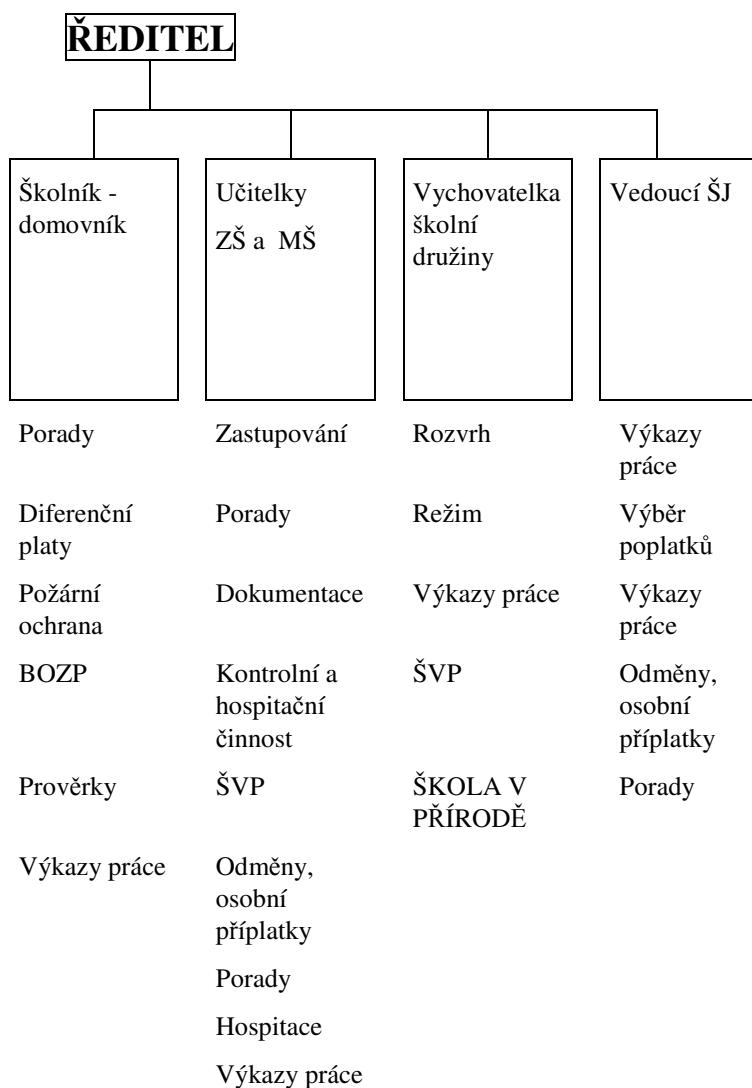 ŘEDITEL
Školník -
domovník
Učitelky
ZŠ a MŠ
Vychovatelka
školní
družiny
Vedoucí ŠJ
Porady
Diferenční
platy
Požární
ochrana
BOZP
Prověrky
Výkazy práce
Zastupování
Porady
Dokumentace
Kontrolní a
hospitační
činnost
ŠVP
Odměny,
osobní
příplatky
Porady
Hospitace
Výkazy práce
Rozvrh
Režim
Výkazy práce
ŠVP
ŠKOLA V
PŘÍRODĚ
Výkazy
práce
Výběr
poplatků
Výkazy
práce
Odměny,
osobní
příplatky
Porady